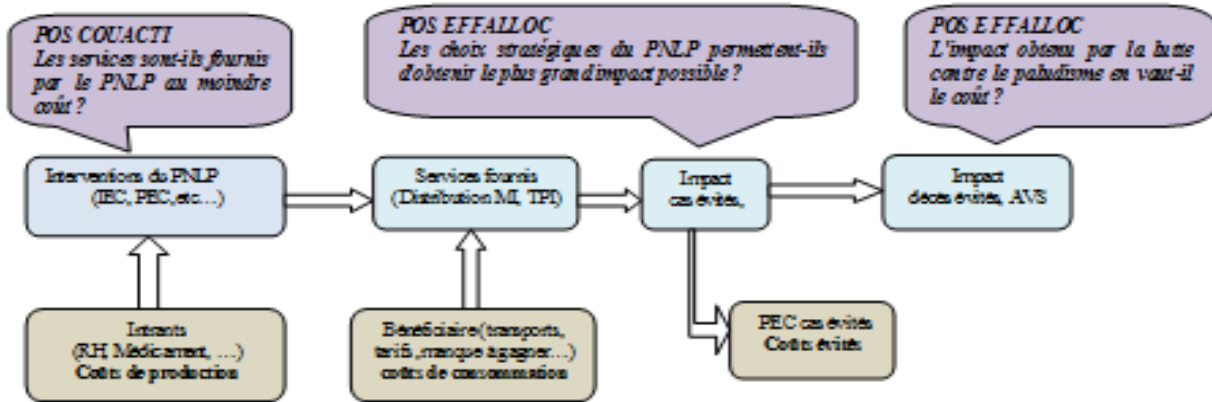 POS COUACTI
Les services sont-ils fournis
par le PNLP au moindre
coût ?
POS EFFALLOC
Les choix stratégiques du PNLP permettent-ils
d'obtenir le plus grand impact possible ?
POS EFFALLOC
L'impact obtenu par la lutte
contre le paludisme en vaut-il
le coût ?
Interventions du PNLP
(IEC, PEC, etc…)
Services fournis
(Distribution MI, TPI)
Impact
cas évités,
Impact
décès évités, AVS
Intrants
(RH, Médicament, …)
Coûts de production
Bénéficiaire (transports,
tarifs, manque à gagner…)
coûts de consommation
PEC cas évités
Coûts évités